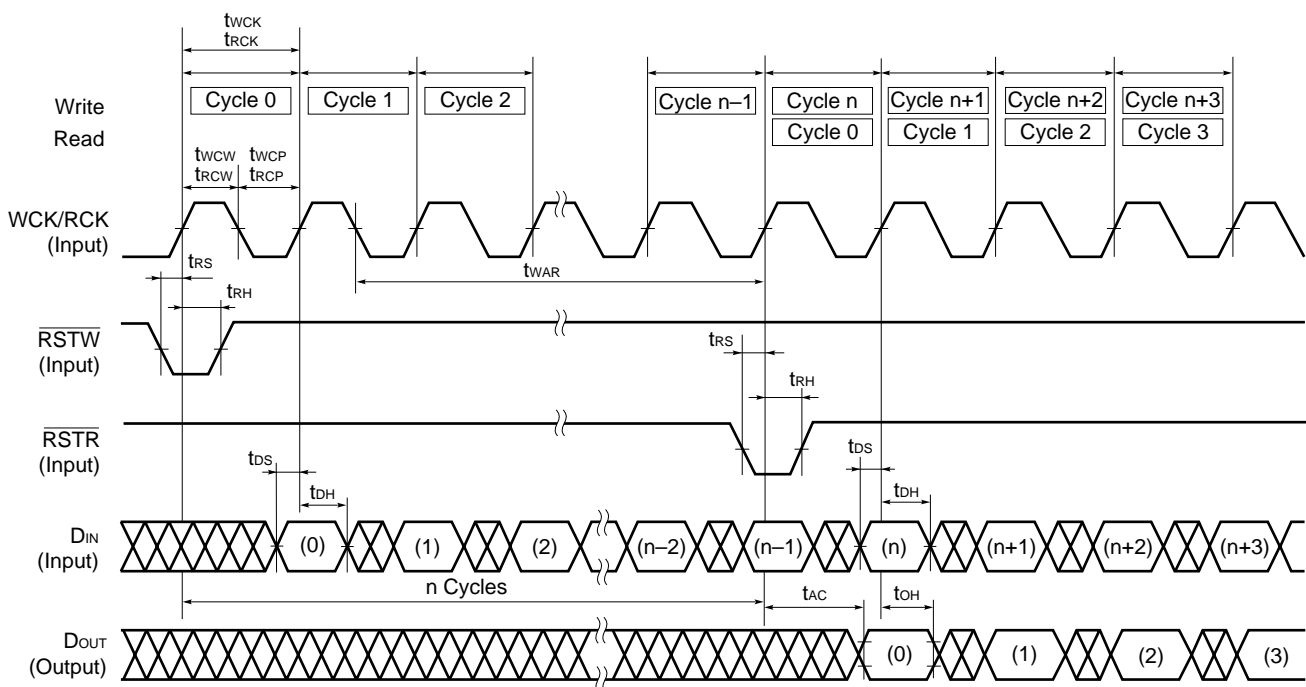 tWCK
tRCK
Write Cycle 0 Cycle 1 Cycle 2 Cycle n–1 Cycle n Cycle n+1 Cycle n+2 Cycle n+3
Read Cycle 0 Cycle 1 Cycle 2 Cycle 3
tWCW tWCP
tRCW tRCP
WCK/RCK
(Input)
tRS
tWAR
tRH
RSTW
(Input)
tRS
tRH
RSTR
(Input)
tDS tDS
tDH tDH
DIN
(Input)
(0) (1) (2) (n–2) (n–1) (n) (n+1) (n+2) (n+3)
n Cycles
tAC tOH
DOUT
(Output)
(0) (1) (2) (3)